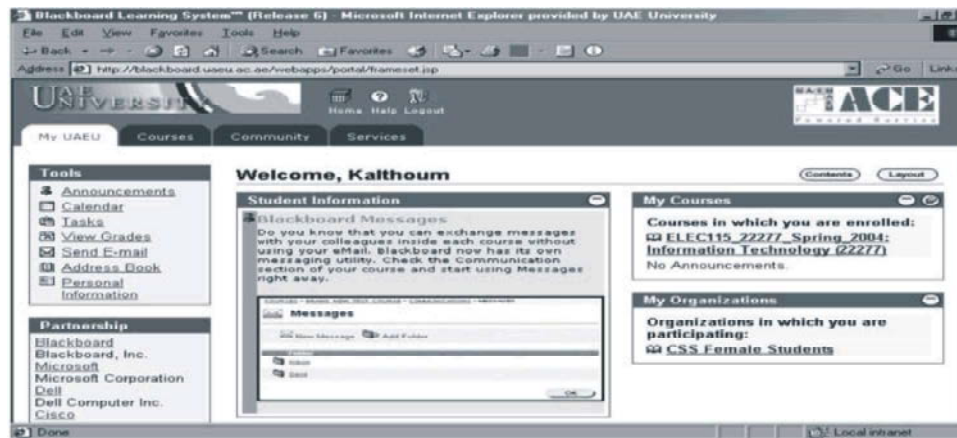 Blackboard Learning System™ (Release 6) - Microsoft Internet Explorer provided by UAE University
File Edit View Favorites Tools Help
Back Search Favorites
Address http://blackboard.uaeu.ac.ae/webapps/portal/frameset.jsp Go Links
UAE UNIVERSITY
Home Help Logout
ACE
Powered Service
My UAEU Courses Community Services
Tools
Announcements
Calendar
Tasks
View Grades
Send E-mail
Address Book
Personal
Information
Partnership
Blackboard
Blackboard, Inc.
Microsoft
Microsoft Corporation
Dell
Dell Computer Inc.
Cisco
Welcome, Kalthoum
Contents Layout
Student Information
Blackboard Messages
Do you know that you can exchange messages
with your colleagues inside each course without
using your eMail. Blackboard now has its own
messaging utility. Check the Communication
section of your course and start using Messages
right away.
Messages
New Message Add Folder
Folder
Inbox
Sent
OK
My Courses
Courses in which you are enrolled:
ELEC115_22277_Spring_2004:
Information Technology (22277)
No Announcements.
My Organizations
Organizations in which you are
participating:
CSS Female Students
Done Local intranet